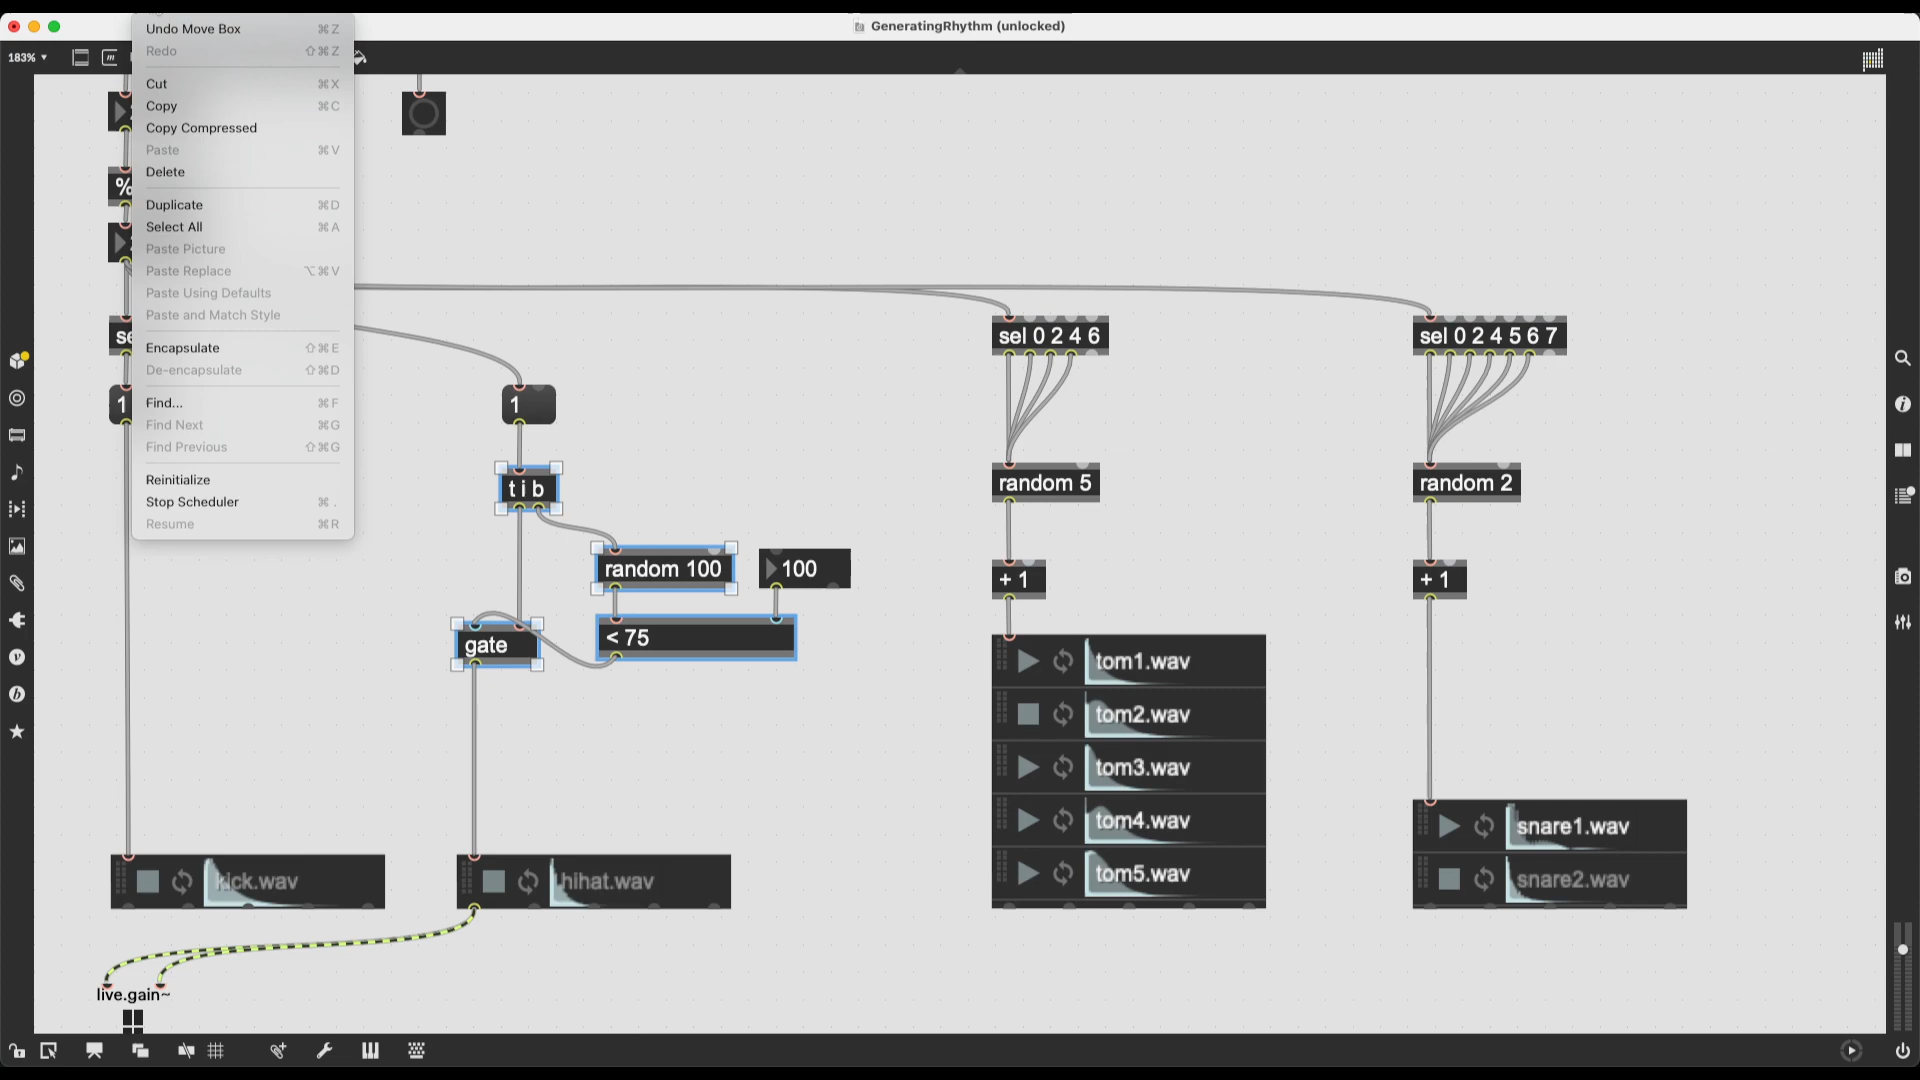 GeneratingRhythm (unlocked)
183%
Undo Move Box ⌘Z
Redo ⇧⌘Z
Cut ⌘X
Copy ⌘C
Copy Compressed
Paste ⌘V
Delete
Duplicate ⌘D
Select All ⌘A
Paste Picture
Paste Replace ⌥⌘V
Paste Using Defaults
Paste and Match Style
Encapsulate ⇧⌘E
De-encapsulate ⇧⌘D
Find... ⌘F
Find Next ⌘G
Find Previous ⇧⌘G
Reinitialize
Stop Scheduler ⌘.
Resume ⌘R
%
se
1
1
t i b
random 100
100
< 75
gate
sel 0 2 4 6
random 5
+ 1
tom1.wav
tom2.wav
tom3.wav
tom4.wav
tom5.wav
sel 0 2 4 5 6 7
random 2
+ 1
snare1.wav
snare2.wav
kick.wav
hihat.wav
live.gain~